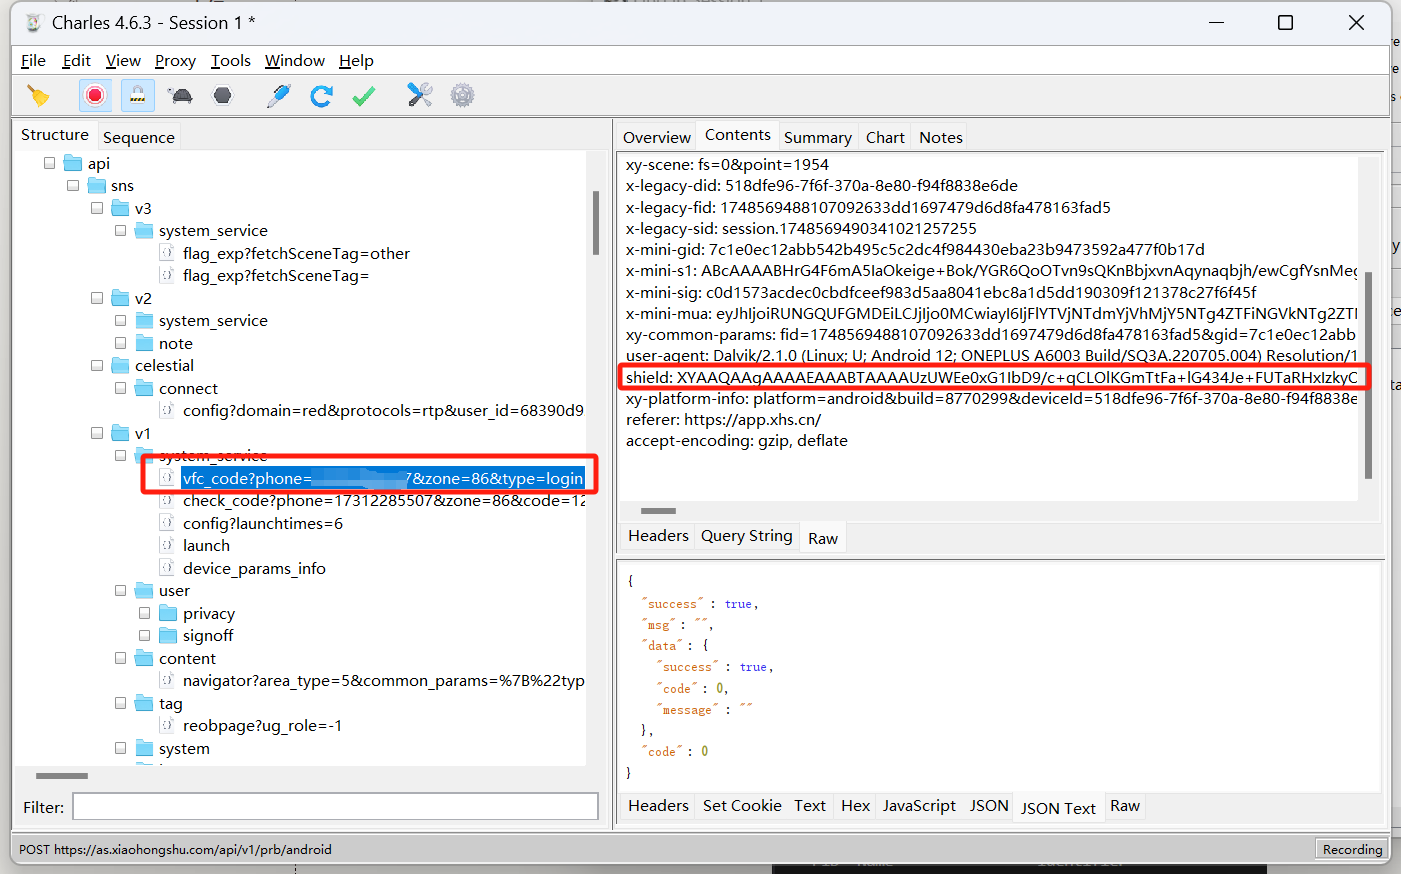 Charles 4.6.3 - Session 1 *
File Edit View Proxy Tools Window Help
Structure Sequence
api
sns
v3
system_service
flag_exp?fetchSceneTag=other
flag_exp?fetchSceneTag=
v2
system_service
note
celestial
connect
config?domain=red&protocols=rtp&user_id=68390d9
v1
system_service
vfc_code?phone= 7&zone=86&type=login
check_code?phone=17312285507&zone=86&code=12
config?launchtimes=6
launch
device_params_info
user
privacy
signoff
content
navigator?area_type=5&common_params=%7B%22typ
tag
reobpage?ug_role=-1
system
Filter:
Overview Contents Summary Chart Notes
xy-scene: fs=0&point=1954
x-legacy-did: 518dfe96-7f6f-370a-8e80-f94f8838e6de
x-legacy-fid: 1748569488107092633dd1697479d6d8fa478163fad5
x-legacy-sid: session.1748569490341021257255
x-mini-gid: 7c1e0ec12abb542b495c5c2dc4f984430eba23b9473592a477f0b17d
x-mini-s1: ABcAAAABHrG4F6mA5IaOkeige+Bok/YGR6QoOTvn9sQKnBbjxvnAqynaqbjh/ewCgfYsnMeg
x-mini-sig: c0d1573acdec0cbdfceef983d5aa8041ebc8a1d5dd190309f121378c27f6f45f
x-mini-mua: eyJhIjoiRUNGQUFGMDEiLCJjIjo0MCwiayI6IjFlYTVjNTdmYjVhMjY5NTg4ZTFiNGVkNTg2ZTI
xy-common-params: fid=1748569488107092633dd1697479d6d8fa478163fad5&gid=7c1e0ec12abb
user-agent: Dalvik/2.1.0 (Linux; U; Android 12; ONEPLUS A6003 Build/SQ3A.220705.004) Resolution/1
shield: XYAAQAAqAAAAEAAABTAAAAUzUWEe0xG1IbD9/c+qCLOlKGmTtFa+lG434Je+FUTaRHxIzkyC
xy-platform-info: platform=android&build=8770299&deviceId=518dfe96-7f6f-370a-8e80-f94f8838e
referer: https://app.xhs.cn/
accept-encoding: gzip, deflate
Headers Query String Raw
{
"success": true,
"msg": "",
"data": {
"success": true,
"code": 0,
"message": ""
},
"code": 0
}
Headers Set Cookie Text Hex JavaScript JSON JSON Text Raw
POST https://as.xiaohongshu.com/api/v1/prb/android
Recording